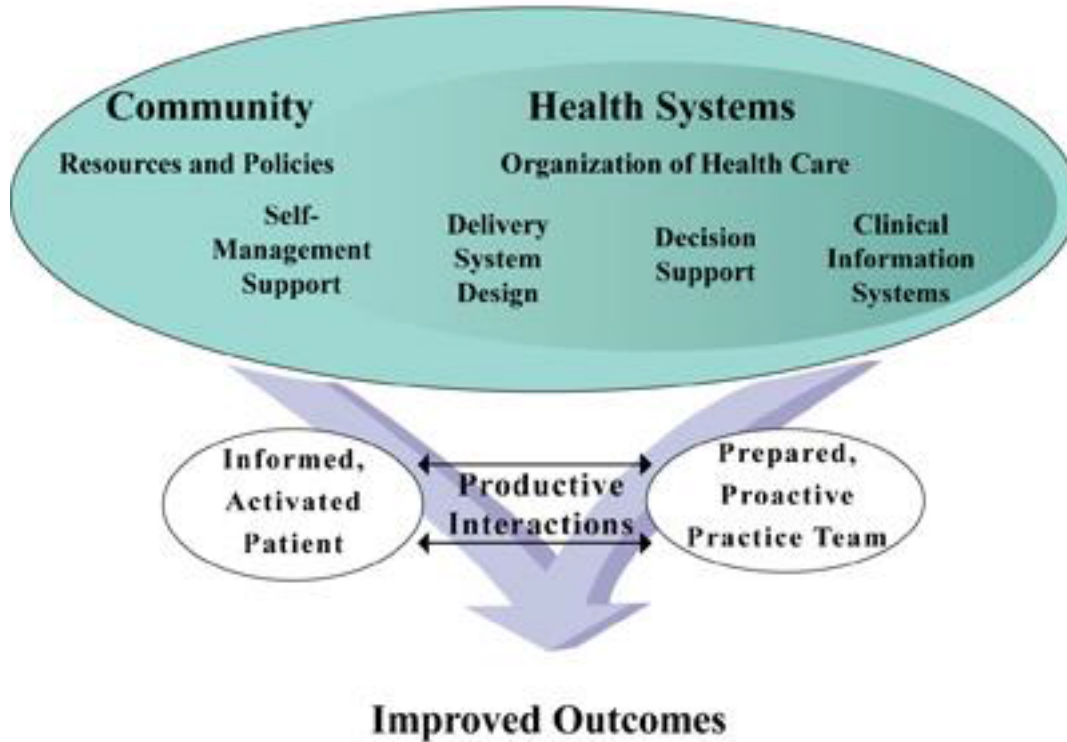 Community
Health Systems
Resources and Policies
Organization of Health Care
Self-
Management
Support
Delivery
System
Design
Decision
Support
Clinical
Information
Systems
Informed,
Activated
Patient
Productive
Interactions
Prepared,
Proactive
Practice Team
Improved Outcomes